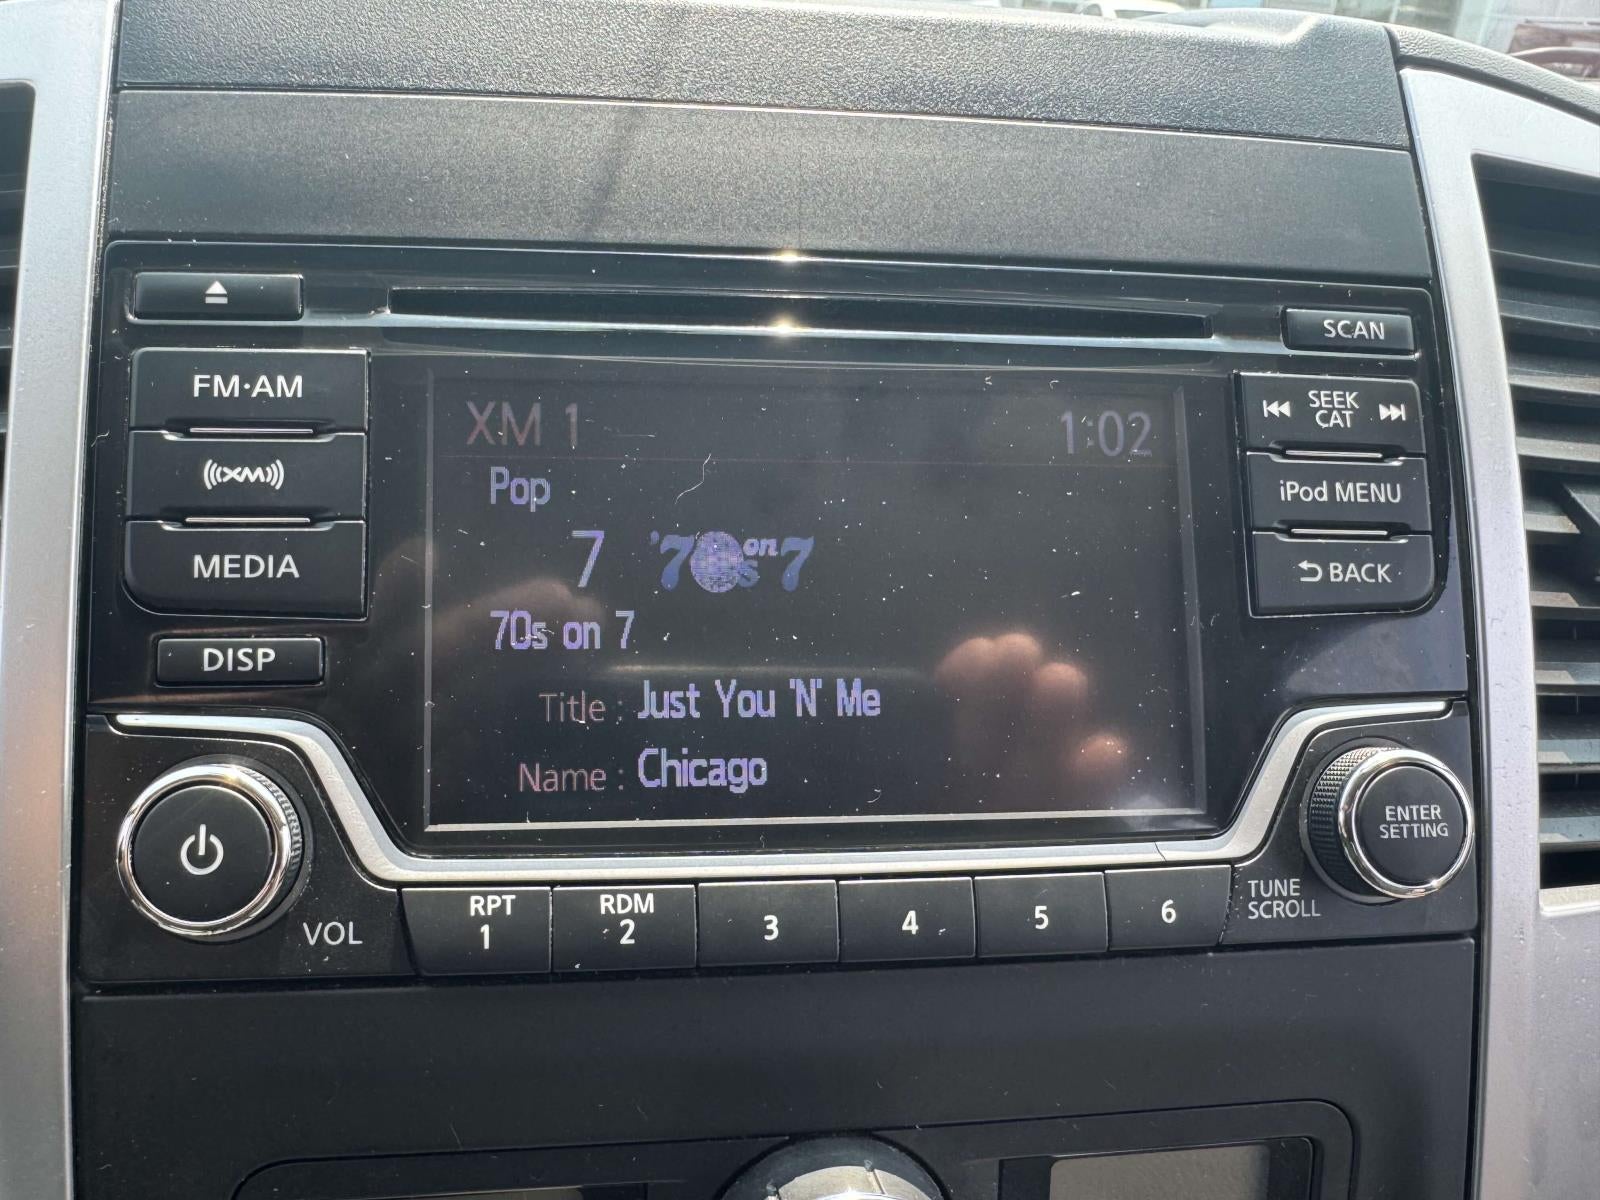 SCAN
FM·AM
XM 1 1:02
SEEK
CAT
Pop
((XM))
iPod MENU
7 '70s on 7
MEDIA
BACK
70s on 7
DISP
Title : Just You 'N' Me
Name : Chicago
ENTER
SETTING
VOL
RPT
1
RDM
2
3
4
5
6
TUNE
SCROLL